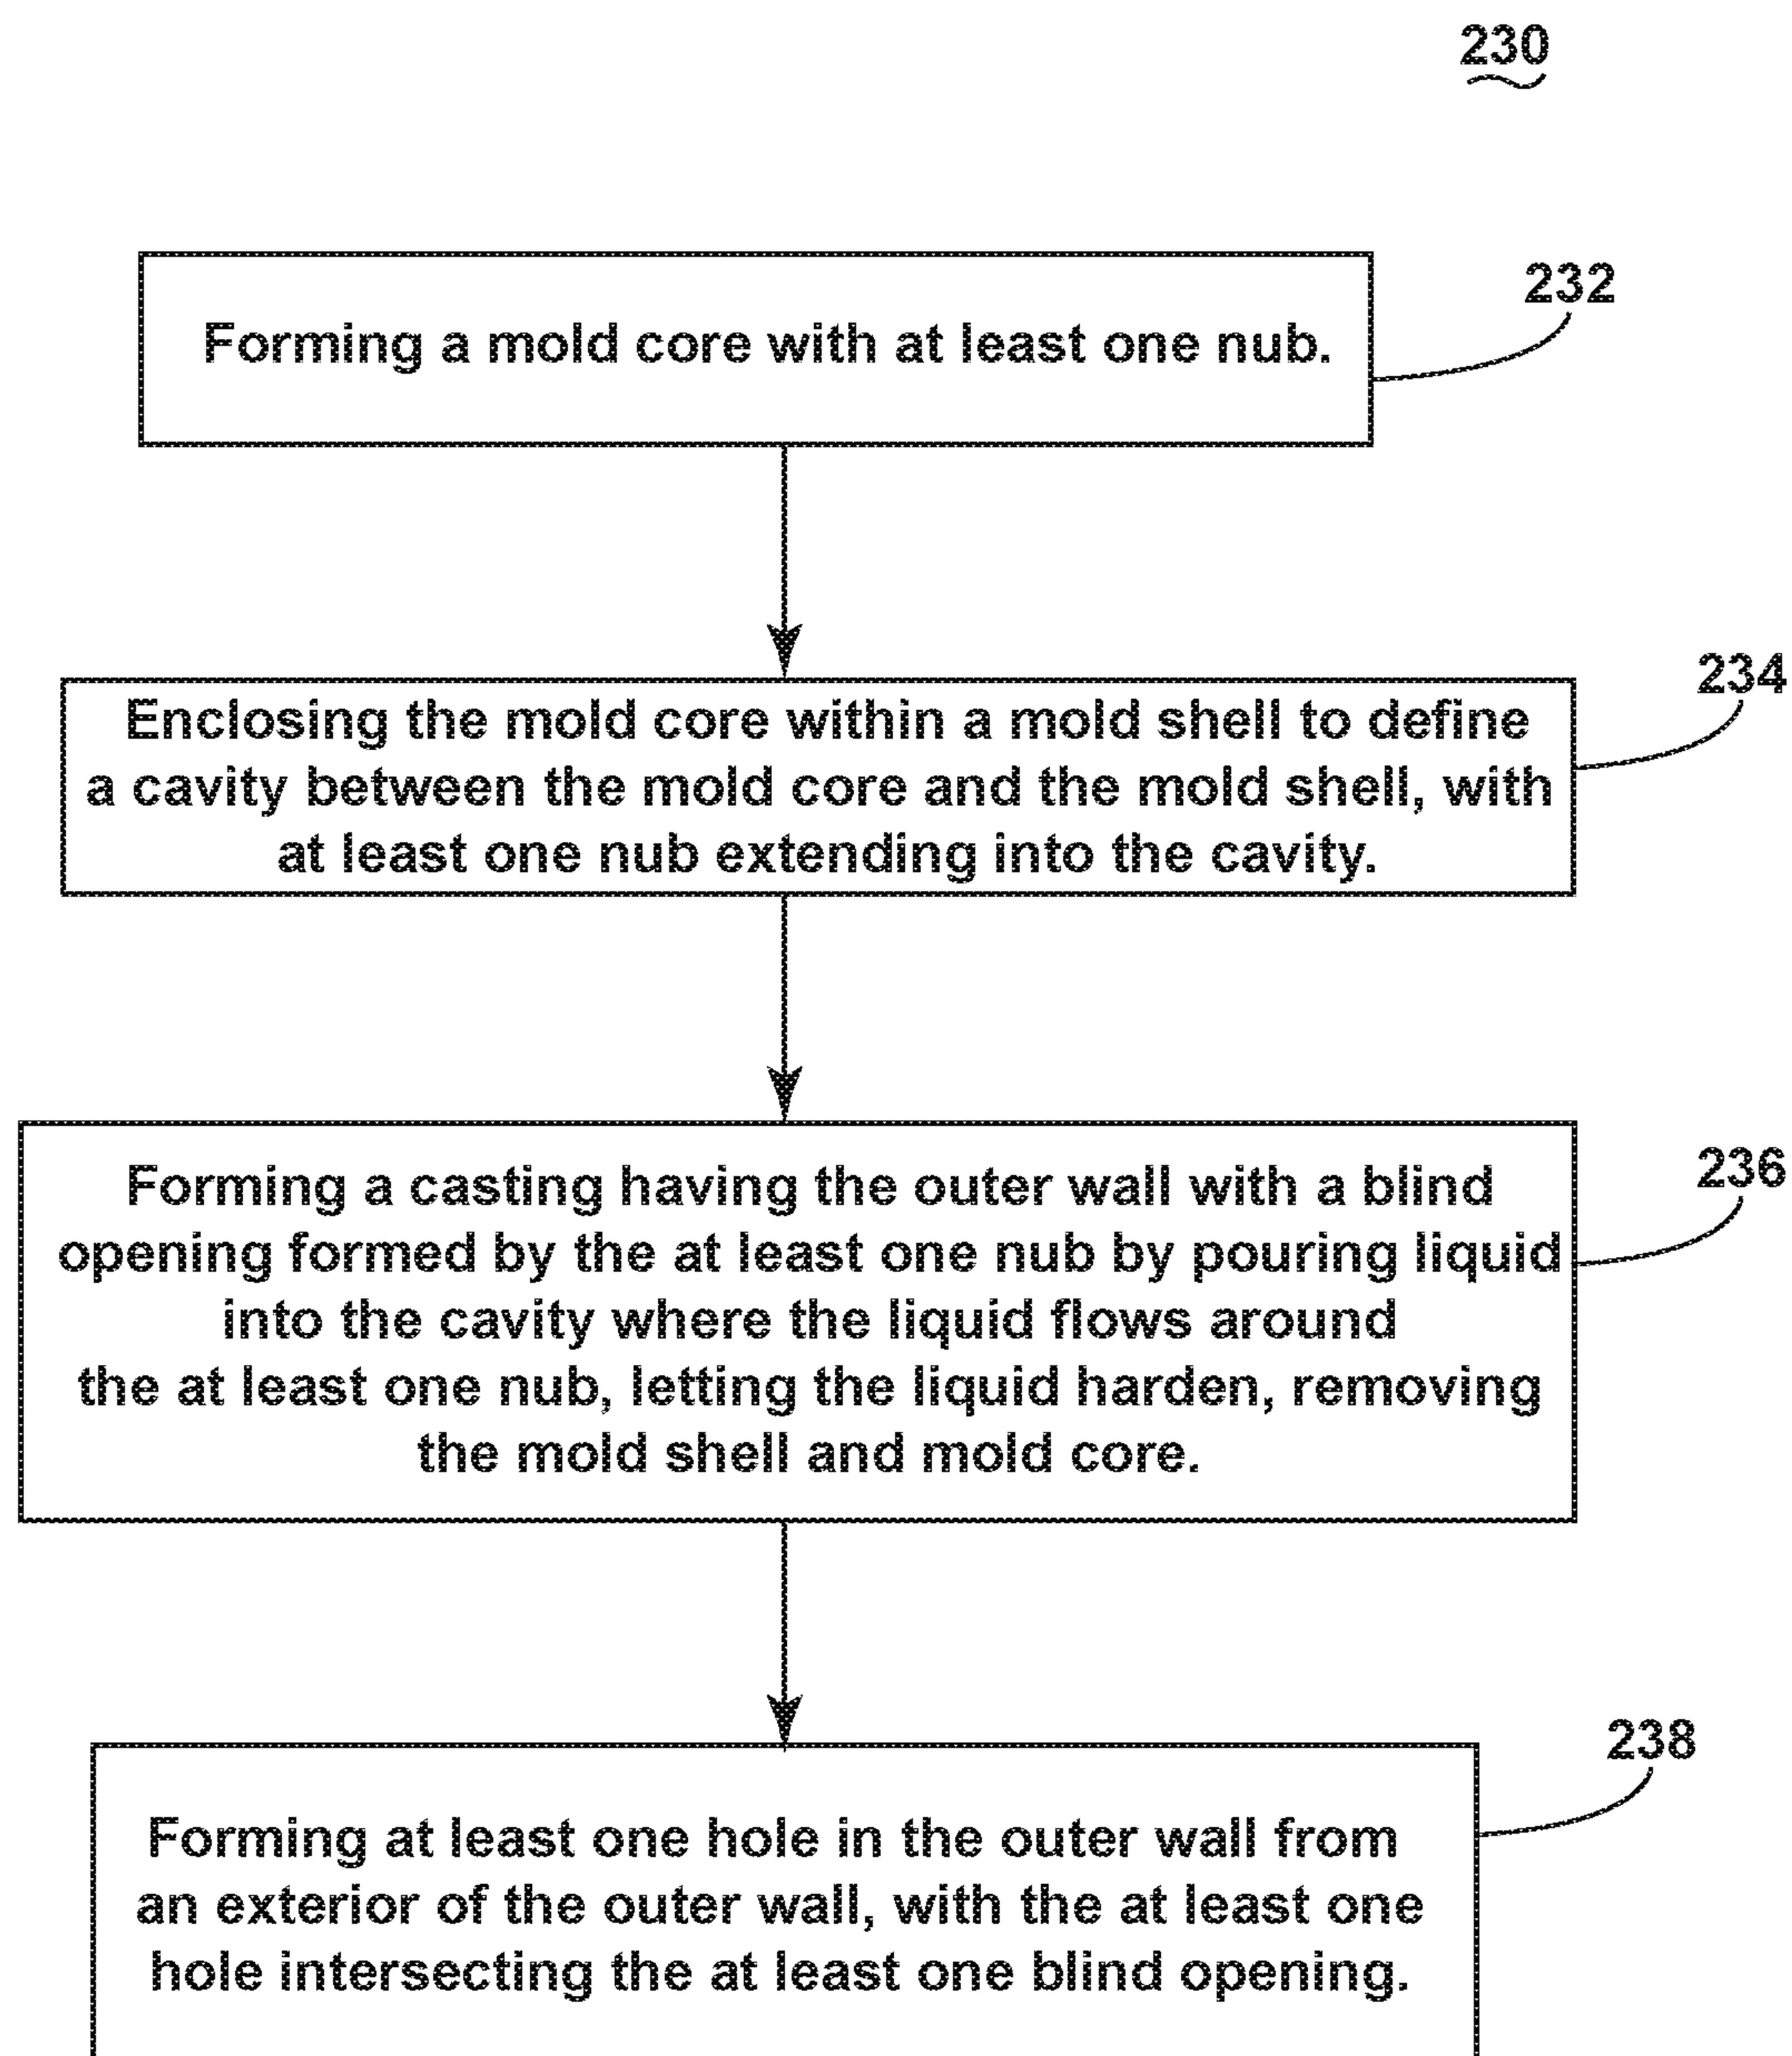 230
Forming a mold core with at least one nub.
232
Enclosing the mold core within a mold shell to define
a cavity between the mold core and the mold shell, with
at least one nub extending into the cavity.
234
Forming a casting having the outer wall with a blind
opening formed by the at least one nub by pouring liquid
into the cavity where the liquid flows around
the at least one nub, letting the liquid harden, removing
the mold shell and mold core.
236
Forming at least one hole in the outer wall from
an exterior of the outer wall, with the at least one
hole intersecting the at least one blind opening.
238